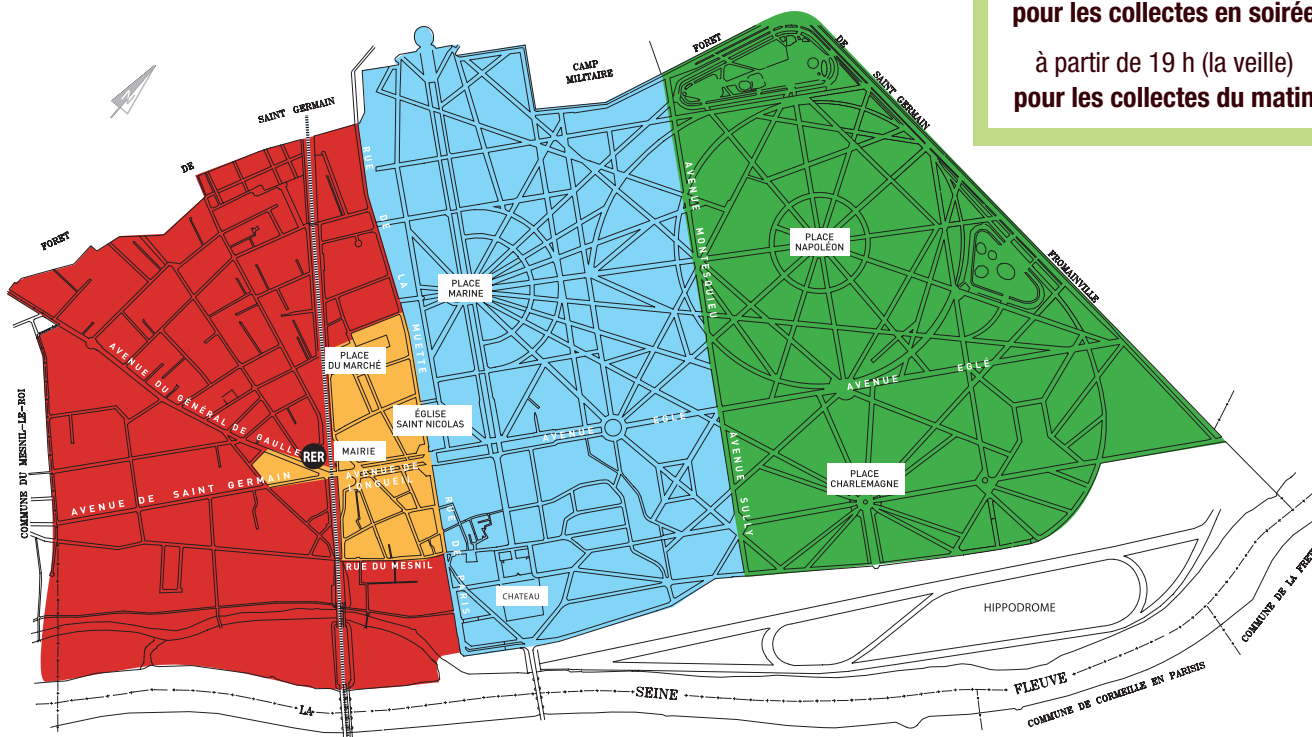 pour les collectes en soirée
à partir de 19 h (la veille)
pour les collectes du matin
FORET
DE
SAINT GERMAIN
CAMP
MILITAIRE
FORET
DE
SAINT GERMAIN
FROMAINVILLE
N
RUE DE LA MUETTE
AVENUE MONTESQUIEU
PLACE
NAPOLÉON
PLACE
MARINE
PLACE
DU MARCHÉ
AVENUE DU GÉNÉRAL DE GAULLE
ÉGLISE
SAINT NICOLAS
AVENUE EGLÉ
AVENUE EGLÉ
RER
MAIRIE
AVENUE DE
LONGUEIL
AVENUE DE SAINT GERMAIN
COMMUNE DU MESNIL-LE-ROI
AVENUE SULLY
PLACE
CHARLEMAGNE
RUE DE PARIS
RUE DU MESNIL
CHATEAU
HIPPODROME
LA
SEINE
FLEUVE
COMMUNE DE CORMEILLE EN PARISIS
COMMUNE DE LA FRET